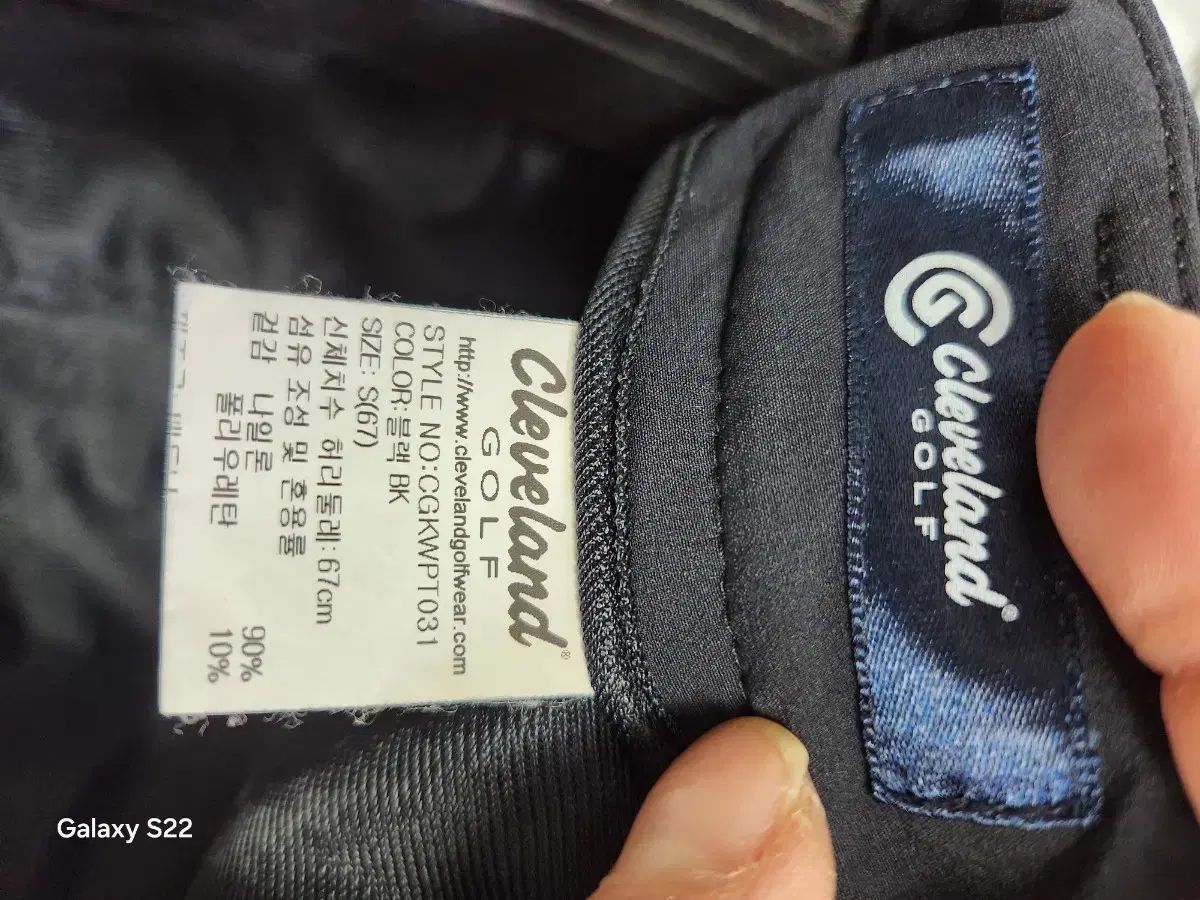 Cleveland®
GOLF
http://www.clevelandgolfwear.com
STYLE NO:CGKWPT031
COLOR:블랙 BK
SIZE: S(67)
신체치수 허리둘레:67cm
섬유 조성 및 혼용률
겉감 나일론 90%
폴리우레탄 10%
G Cleveland®
GOLF
Galaxy S22